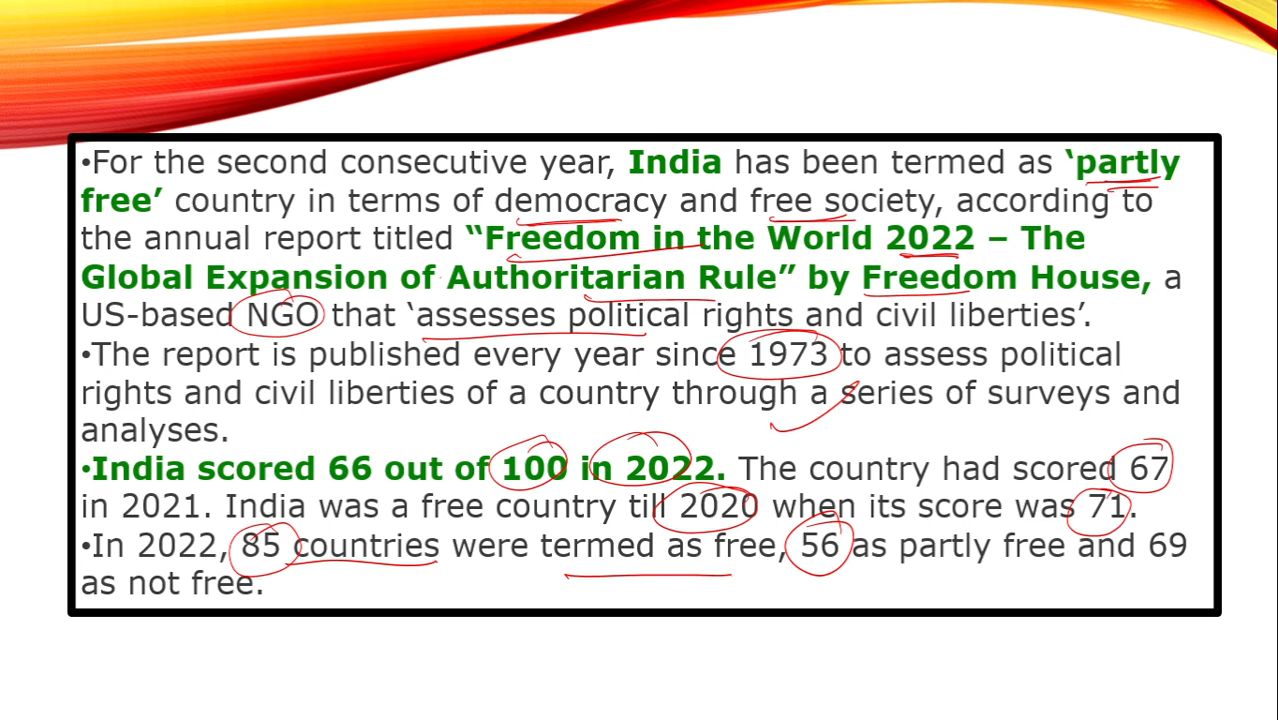 •For the second consecutive year, India has been termed as ‘partly
free’ country in terms of democracy and free society, according to
the annual report titled “Freedom in the World 2022 – The
Global Expansion of Authoritarian Rule” by Freedom House, a
US-based NGO that ‘assesses political rights and civil liberties’.
•The report is published every year since 1973 to assess political
rights and civil liberties of a country through a series of surveys and
analyses.
•India scored 66 out of 100 in 2022. The country had scored 67
in 2021. India was a free country till 2020 when its score was 71.
•In 2022, 85 countries were termed as free, 56 as partly free and 69
as not free.